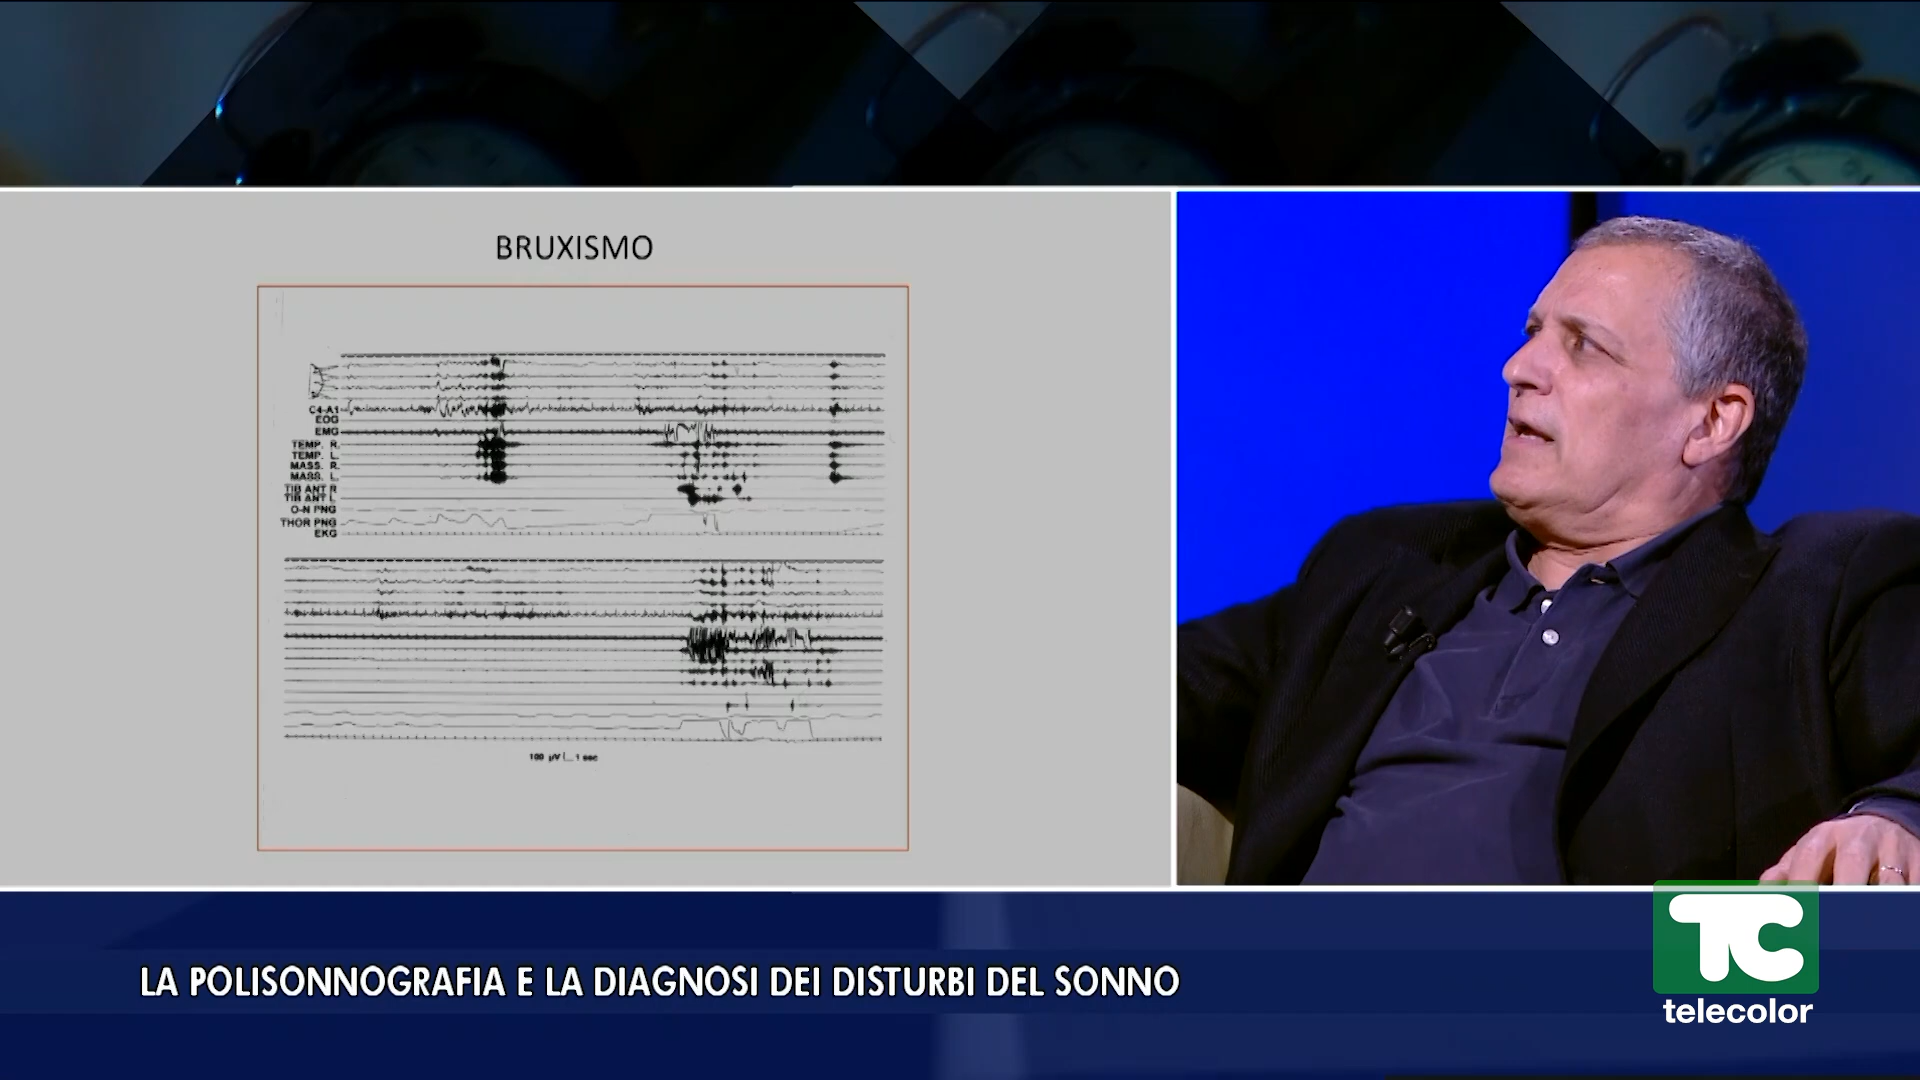 BRUXISMO
C4-A1
EOG
EMG
TEMP. R.
TEMP. L.
MASS. R.
MASS. L.
TIB ANT R
TIB ANT L
O-N PNG
THOR PNG
EKG
100 µV 1 sec
LA POLISONNOGRAFIA E LA DIAGNOSI DEI DISTURBI DEL SONNO
TC
telecolor